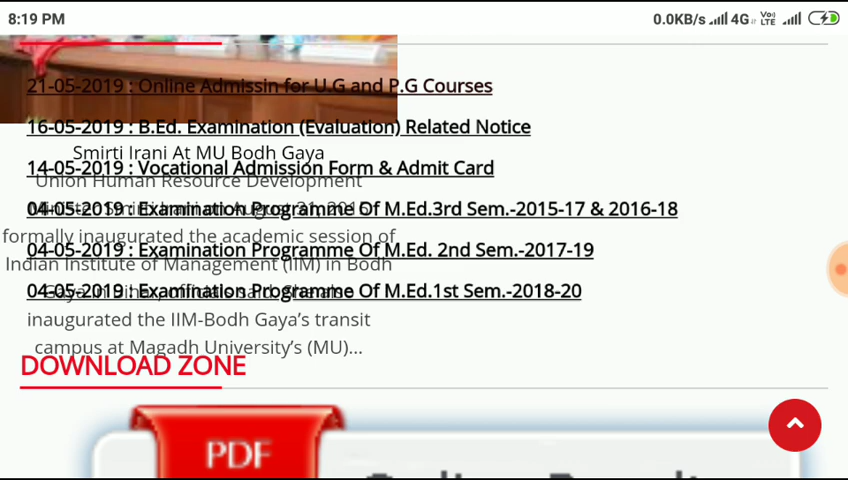 8:19 PM
0.0KB/s 4G VoLTE
21-05-2019 : Online Admissin for U.G and P.G Courses
16-05-2019 : B.Ed. Examination (Evaluation) Related Notice
Smirti Irani At MU Bodh Gaya
14-05-2019 : Vocational Admission Form & Admit Card
Union Human Resource Development
04-05-2019 : Examination Programme Of M.Ed.3rd Sem.-2015-17 & 2016-18
formally inaugurated the academic session of
04-05-2019 : Examination Programme Of M.Ed. 2nd Sem.-2017-19
Indian Institute of Management (IIM) in Bodh
04-05-2019 : Examination Programme Of M.Ed.1st Sem.-2018-20
inaugurated the IIM-Bodh Gaya's transit
campus at Magadh University's (MU)...
DOWNLOAD ZONE
PDF